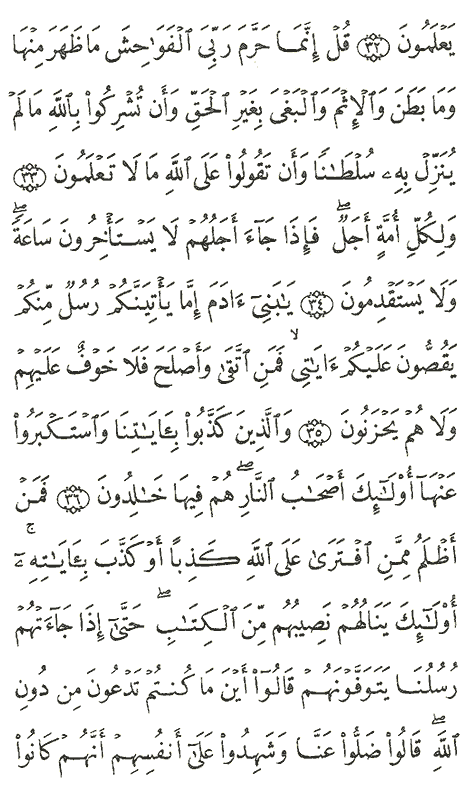 يَعْلَمُونَ ٣٢ قُلْ إِنَّمَا حَرَّمَ رَبِّىَ ٱلْفَوَٰحِشَ مَا ظَهَرَ مِنْهَا
وَمَا بَطَنَ وَٱلْإِثْمَ وَٱلْبَغْىَ بِغَيْرِ ٱلْحَقِّ وَأَن تُشْرِكُوا۟ بِٱللَّهِ مَا لَمْ
يُنَزِّلْ بِهِۦ سُلْطَٰنًا وَأَن تَقُولُوا۟ عَلَى ٱللَّهِ مَا لَا تَعْلَمُونَ ٣٣
وَلِكُلِّ أُمَّةٍ أَجَلٌ ۖ فَإِذَا جَآءَ أَجَلُهُمْ لَا يَسْتَأْخِرُونَ سَاعَةً ۖ
وَلَا يَسْتَقْدِمُونَ ٣٤ يَٰبَنِىٓ ءَادَمَ إِمَّا يَأْتِيَنَّكُمْ رُسُلٌ مِّنكُمْ
يَقُصُّونَ عَلَيْكُمْ ءَايَٰتِى ۙ فَمَنِ ٱتَّقَىٰ وَأَصْلَحَ فَلَا خَوْفٌ عَلَيْهِمْ
وَلَا هُمْ يَحْزَنُونَ ٣٥ وَٱلَّذِينَ كَذَّبُوا۟ بِـَٔايَٰتِنَا وَٱسْتَكْبَرُوا۟
عَنْهَآ أُو۟لَٰٓئِكَ أَصْحَٰبُ ٱلنَّارِ ۖ هُمْ فِيهَا خَٰلِدُونَ ٣٦ فَمَنْ
أَظْلَمُ مِمَّنِ ٱفْتَرَىٰ عَلَى ٱللَّهِ كَذِبًا أَوْ كَذَّبَ بِـَٔايَٰتِهِۦٓ ۚ
أُو۟لَٰٓئِكَ يَنَالُهُمْ نَصِيبُهُم مِّنَ ٱلْكِتَٰبِ ۖ حَتَّىٰٓ إِذَا جَآءَتْهُمْ
رُسُلُنَا يَتَوَفَّوْنَهُمْ قَالُوٓا۟ أَيْنَ مَا كُنتُمْ تَدْعُونَ مِن دُونِ
ٱللَّهِ ۖ قَالُوا۟ ضَلُّوا۟ عَنَّا وَشَهِدُوا۟ عَلَىٰٓ أَنفُسِهِمْ أَنَّهُمْ كَانُوا۟